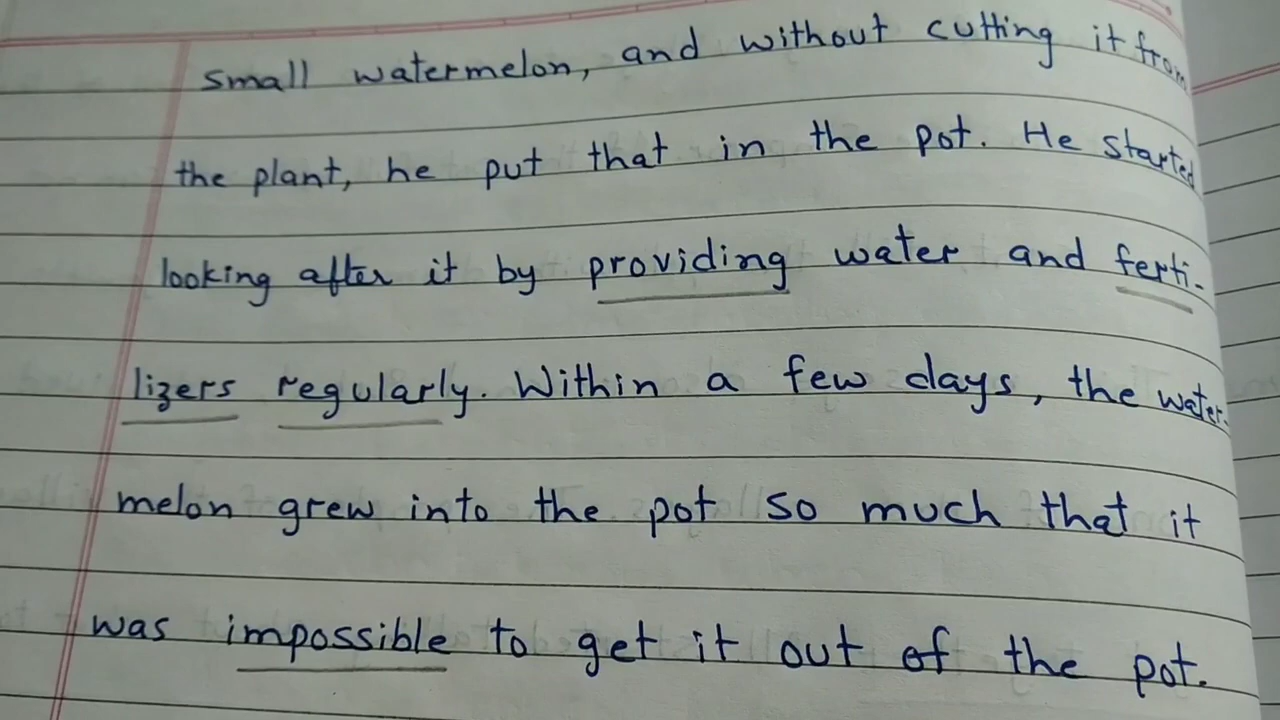 small watermelon, and without cutting it from
the plant, he put that in the pot. He started
looking after it by providing water and ferti-
lizers regularly. Within a few days, the water-
melon grew into the pot so much that it
was impossible to get it out of the pot.